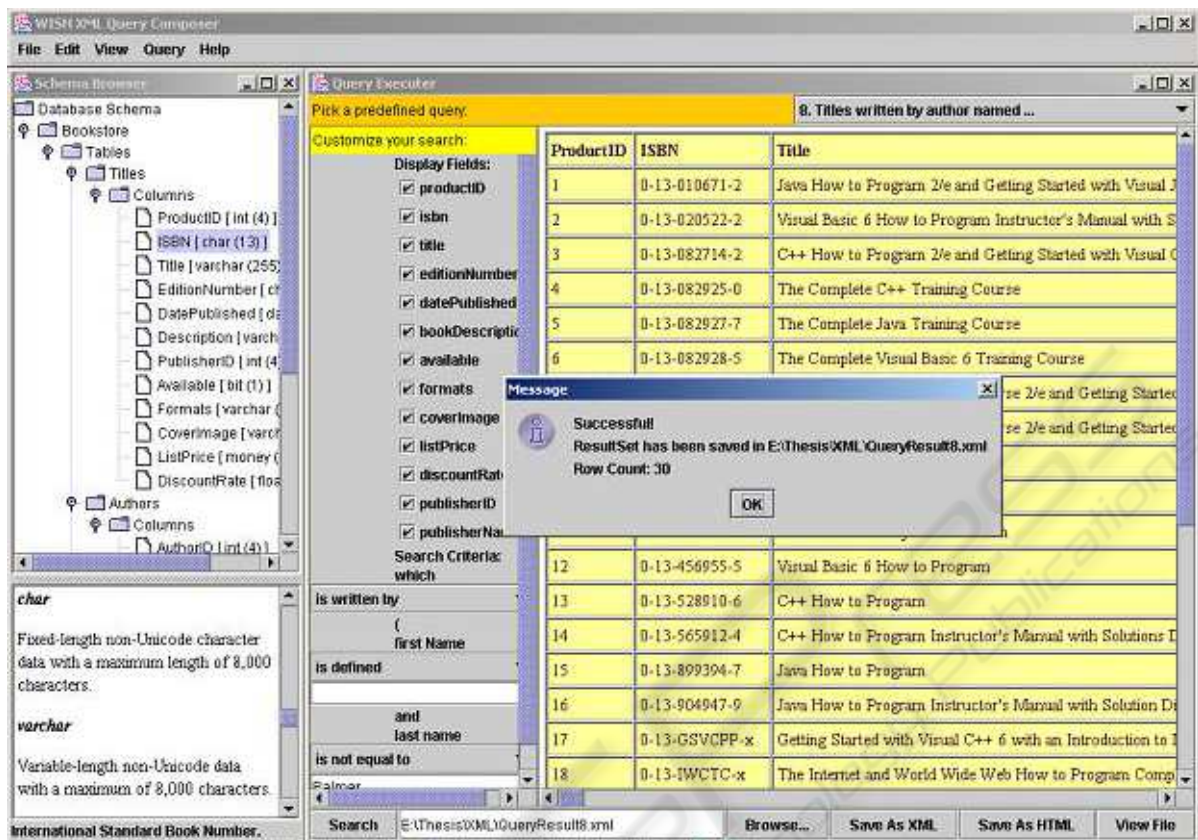 WISH XML Query Composer
File Edit View Query Help
Schema Browser
Database Schema
Bookstore
Tables
Titles
Columns
ProductID [ int (4) ]
ISBN [ char (13) ]
Title [ varchar (255)
EditionNumber [ ch
DatePublished [ da
Description [ varch
PublisherID [ int (4)
Available [ bit (1) ]
Formats [ varchar (
CoverImage [ varch
ListPrice [ money (
DiscountRate [ floa
Authors
Columns
AuthorID [ int (4) ]
char
Fixed-length non-Unicode character
data with a maximum length of 8,000
characters.
varchar
Variable-length non-Unicode data
with a maximum of 8,000 characters.
International Standard Book Number.
Query Executer
Pick a predefined query:
8. Titles written by author named ...
Customize your search:
Display Fields:
productID
isbn
title
editionNumber
datePublished
bookDescriptio
available
formats
coverImage
listPrice
discountRat
publisherID
publisherNa
Search Criteria:
which
is written by
(
first Name
is defined
and
last name
is not equal to
Palmer
ProductID ISBN Title
1 0-13-010671-2 Java How to Program 2/e and Getting Started with Visual J
2 0-13-020522-2 Visual Basic 6 How to Program Instructor's Manual with S
3 0-13-082714-2 C++ How to Program 2/e and Getting Started with Visual C
4 0-13-082925-0 The Complete C++ Training Course
5 0-13-082927-7 The Complete Java Training Course
6 0-13-082928-5 The Complete Visual Basic 6 Training Course
rse 2/e and Getting Started
rse 2/e and Getting Started
12 0-13-456955-5 Visual Basic 6 How to Program
13 0-13-528910-6 C++ How to Program
14 0-13-565912-4 C++ How to Program Instructor's Manual with Solutions D
15 0-13-899394-7 Java How to Program
16 0-13-904947-9 Java How to Program Instructor's Manual with Solution Di
17 0-13-GSVCPP-x Getting Started with Visual C++ 6 with an Introduction to
18 0-13-IWCTC-x The Internet and World Wide Web How to Program Comp
Message
Successful!
ResultSet has been saved in E:\Thesis\XML\QueryResult8.xml
Row Count: 30
OK
Search E:\Thesis\XML\QueryResult8.xml Browse... Save As XML Save As HTML View File